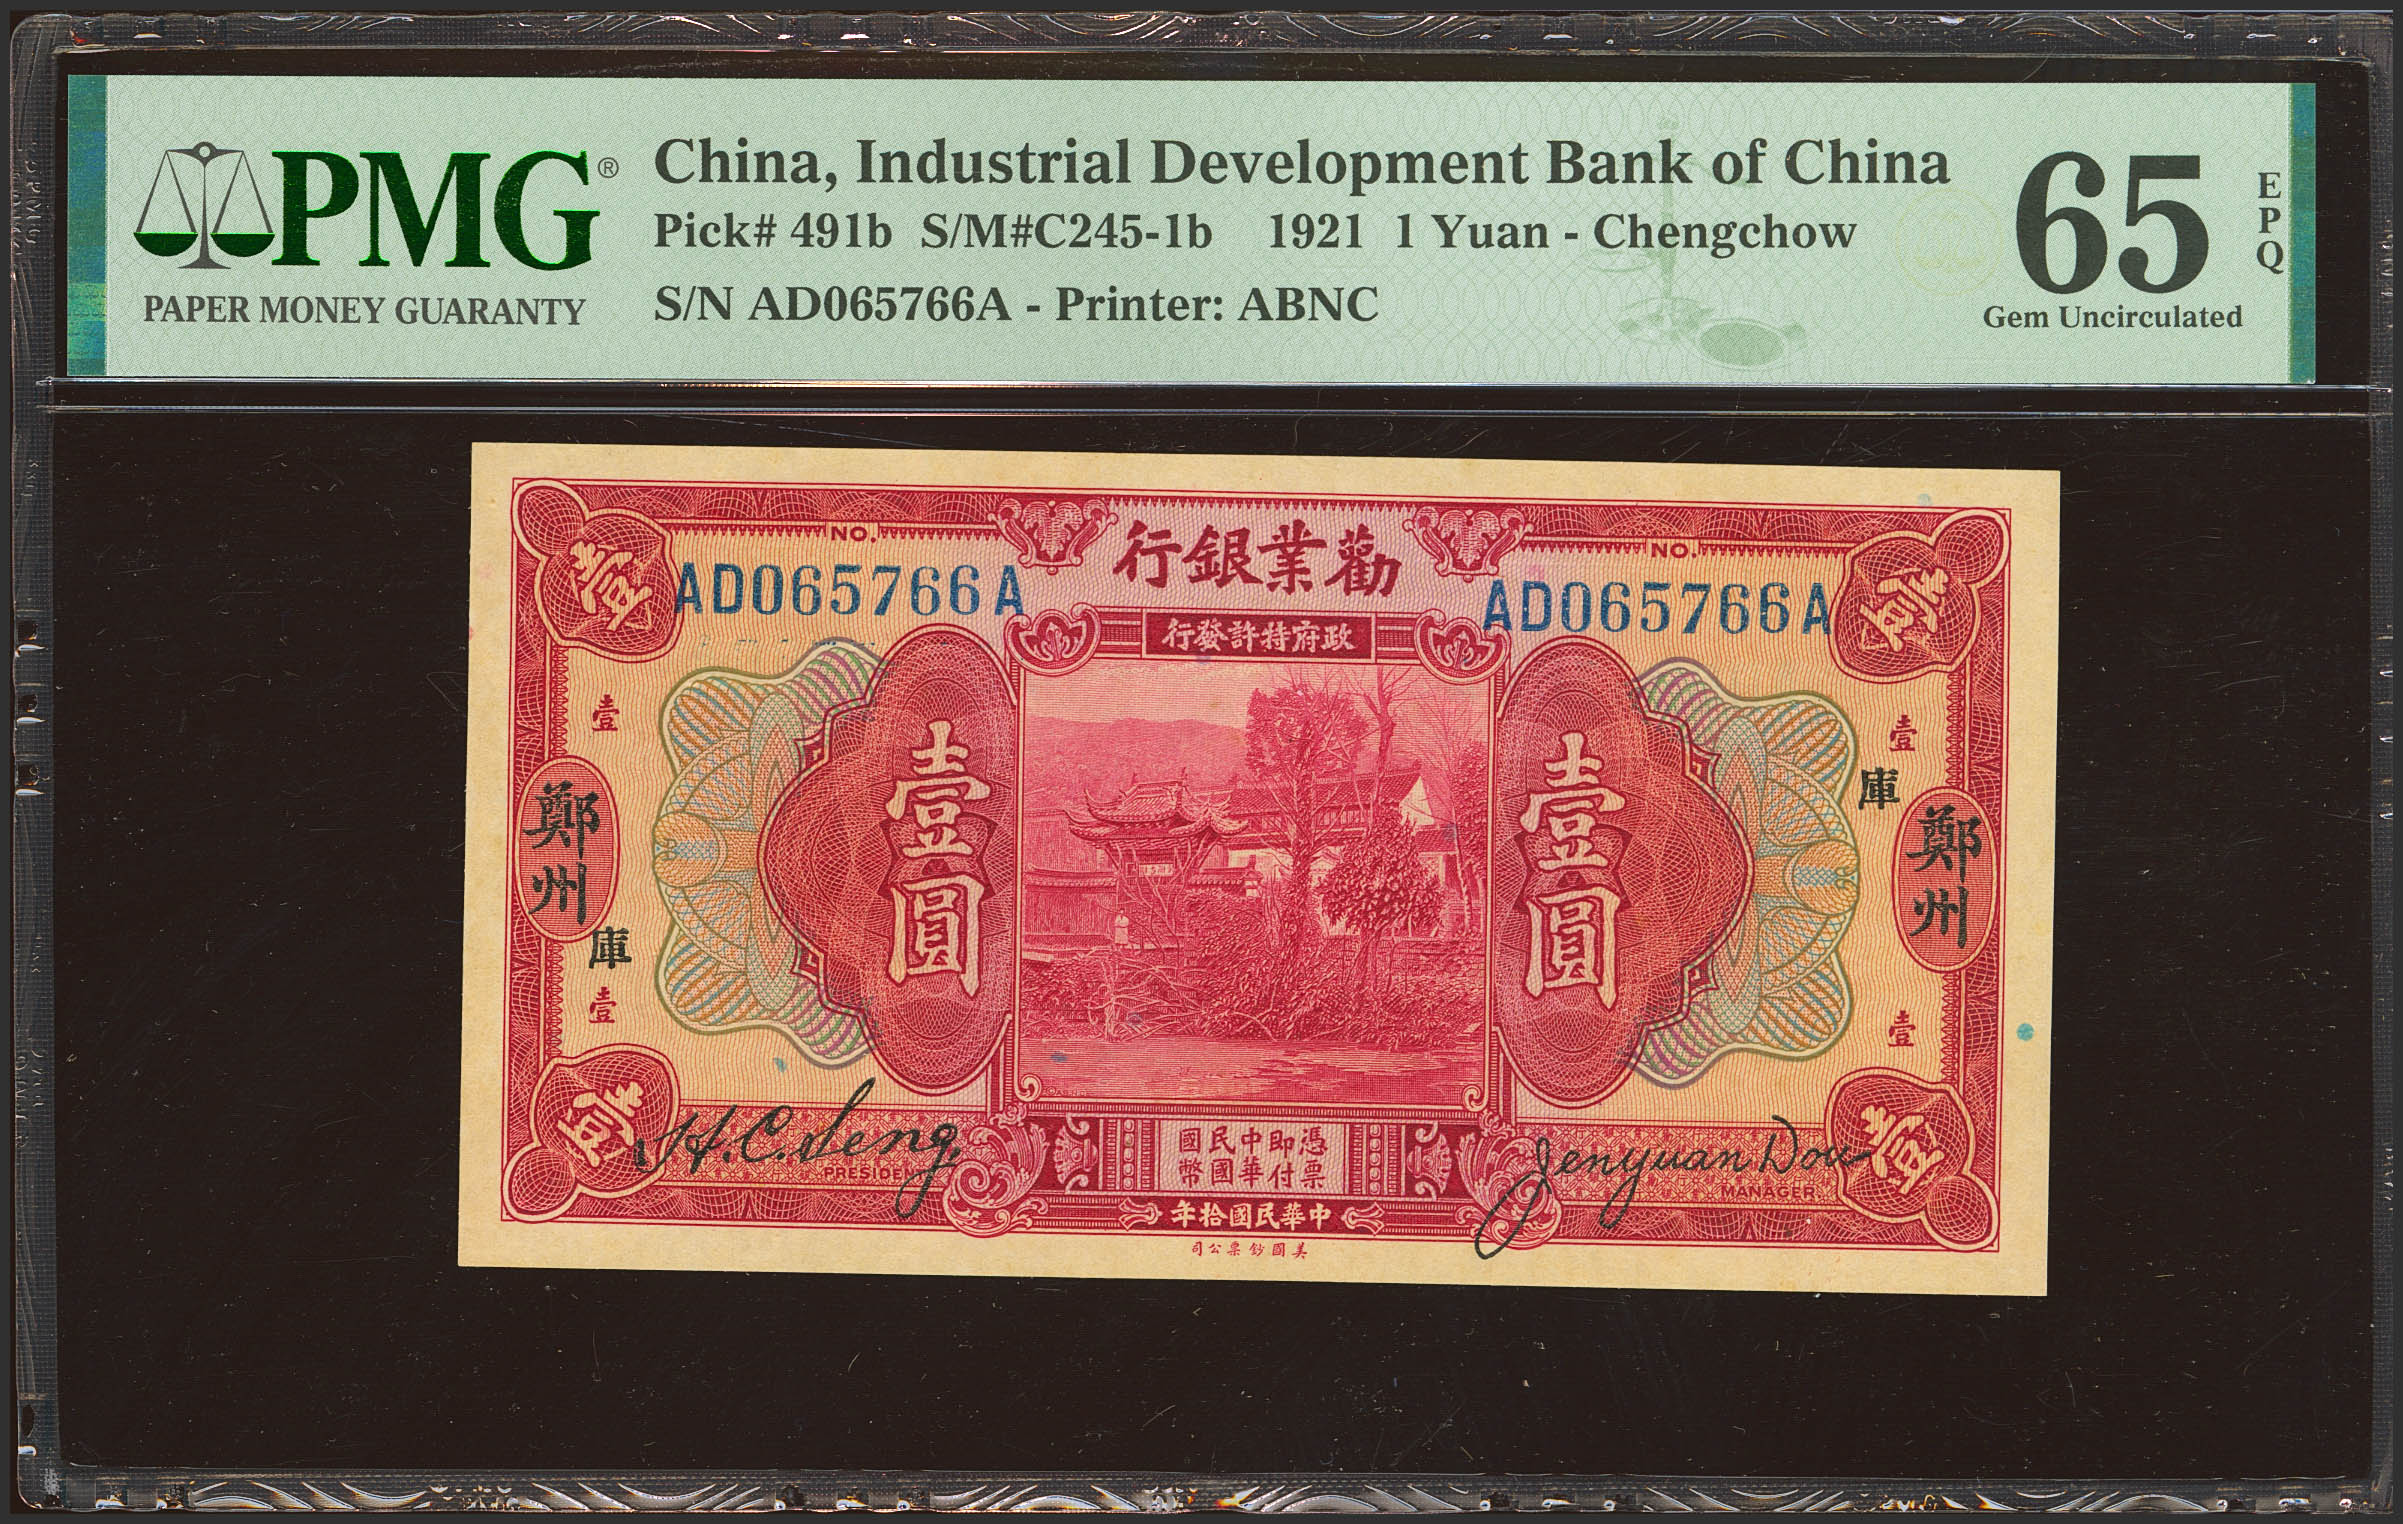 PMG®
PAPER MONEY GUARANTY
China, Industrial Development Bank of China
Pick# 491b S/M#C245-1b 1921 1 Yuan - Chengchow
S/N AD065766A - Printer: ABNC
65
EPQ
Gem Uncirculated
行銀業勸
NO.
NO.
AD065766A
AD065766A
行發許特府政
壹
壹
壹
壹
庫
鄭州
鄭州
壹圓
壹圓
庫
壹
壹
壹
壹
H.C. Seng
PRESIDENT
憑票
即付
中華
民國
國幣
Jenyuan Dou
MANAGER
年拾國民華中
司公票鈔國美